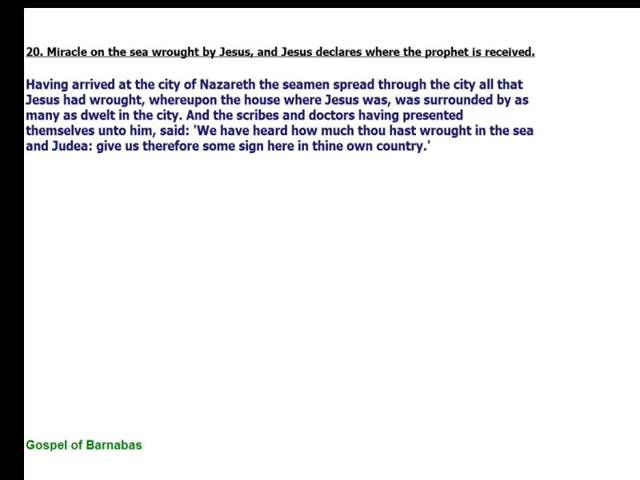 20. Miracle on the sea wrought by Jesus, and Jesus declares where the prophet is received.
Having arrived at the city of Nazareth the seamen spread through the city all that
Jesus had wrought, whereupon the house where Jesus was, was surrounded by as
many as dwelt in the city. And the scribes and doctors having presented
themselves unto him, said: 'We have heard how much thou hast wrought in the sea
and Judea: give us therefore some sign here in thine own country.'
Gospel of Barnabas